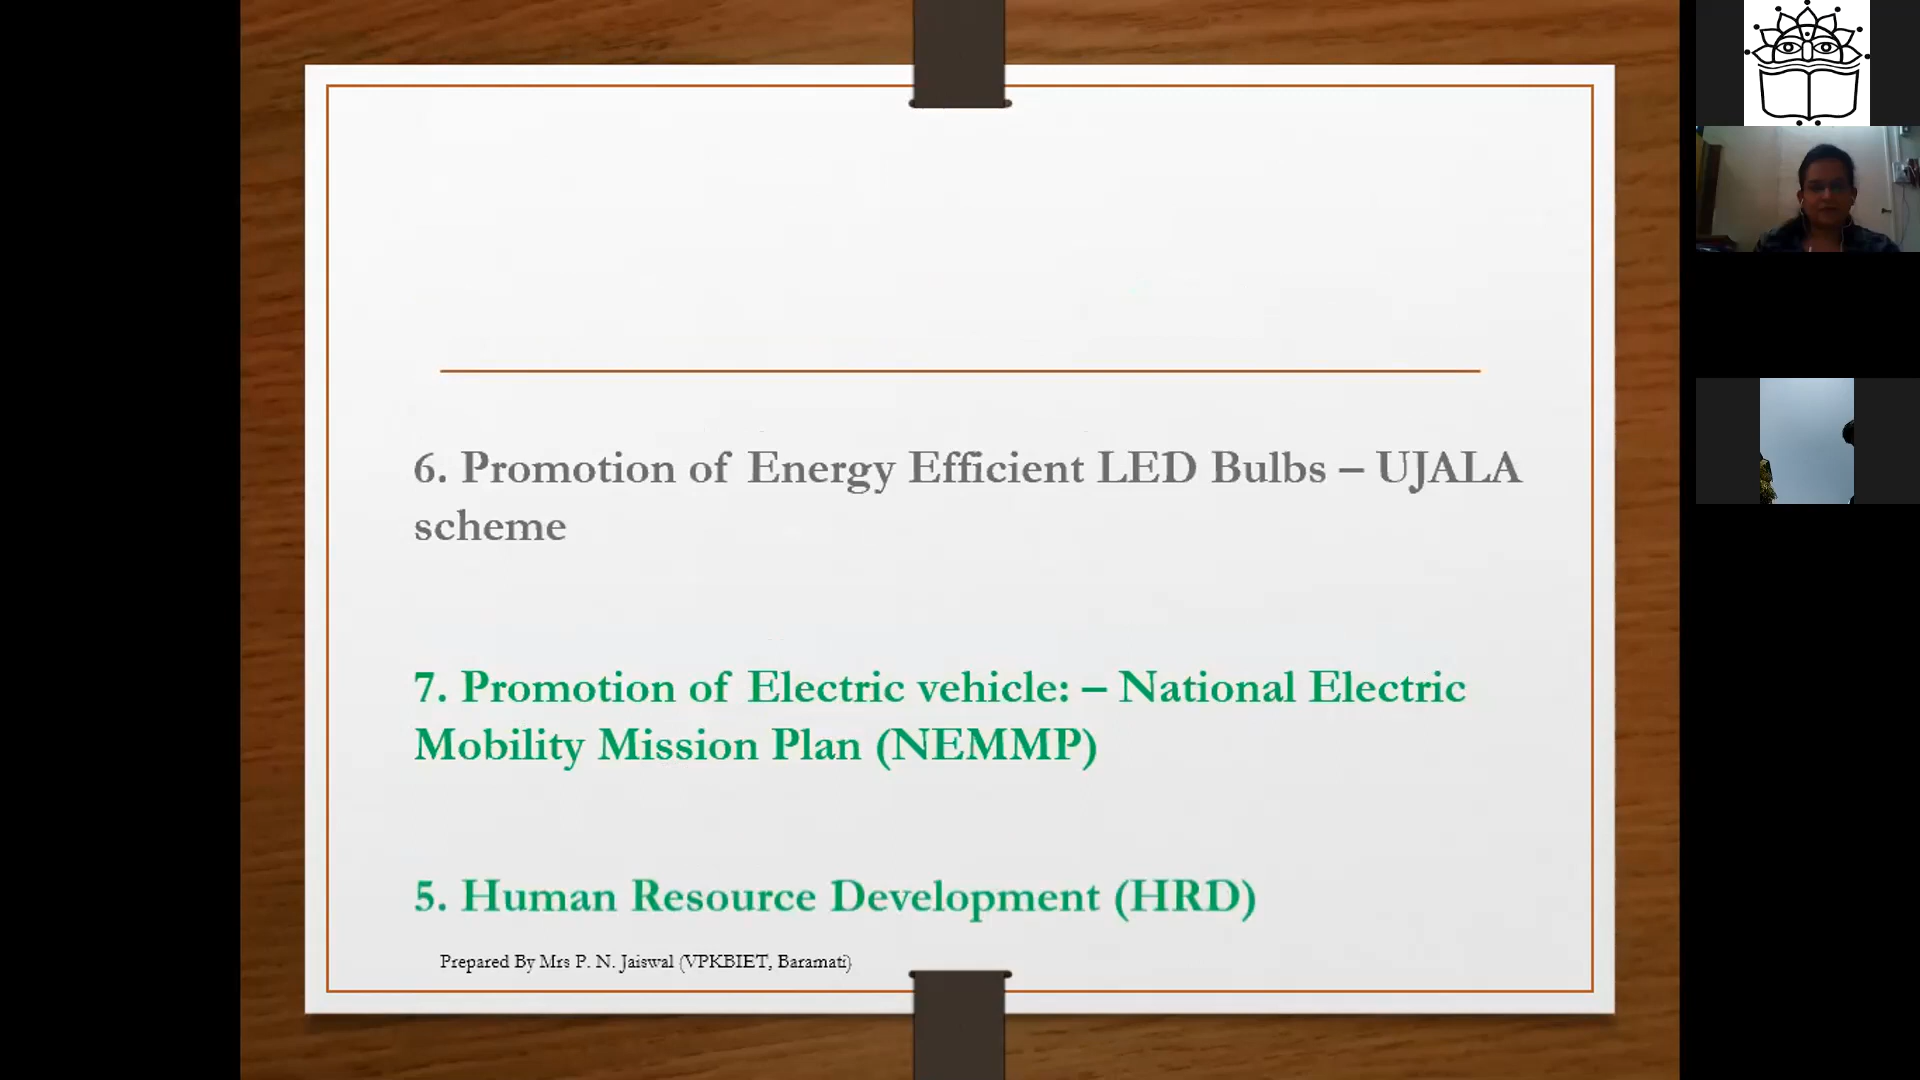 6. Promotion of Energy Efficient LED Bulbs – UJALA
scheme
7. Promotion of Electric vehicle: – National Electric
Mobility Mission Plan (NEMMP)
5. Human Resource Development (HRD)
Prepared By Mrs P. N. Jaiswal (VPKBIET, Baramati)